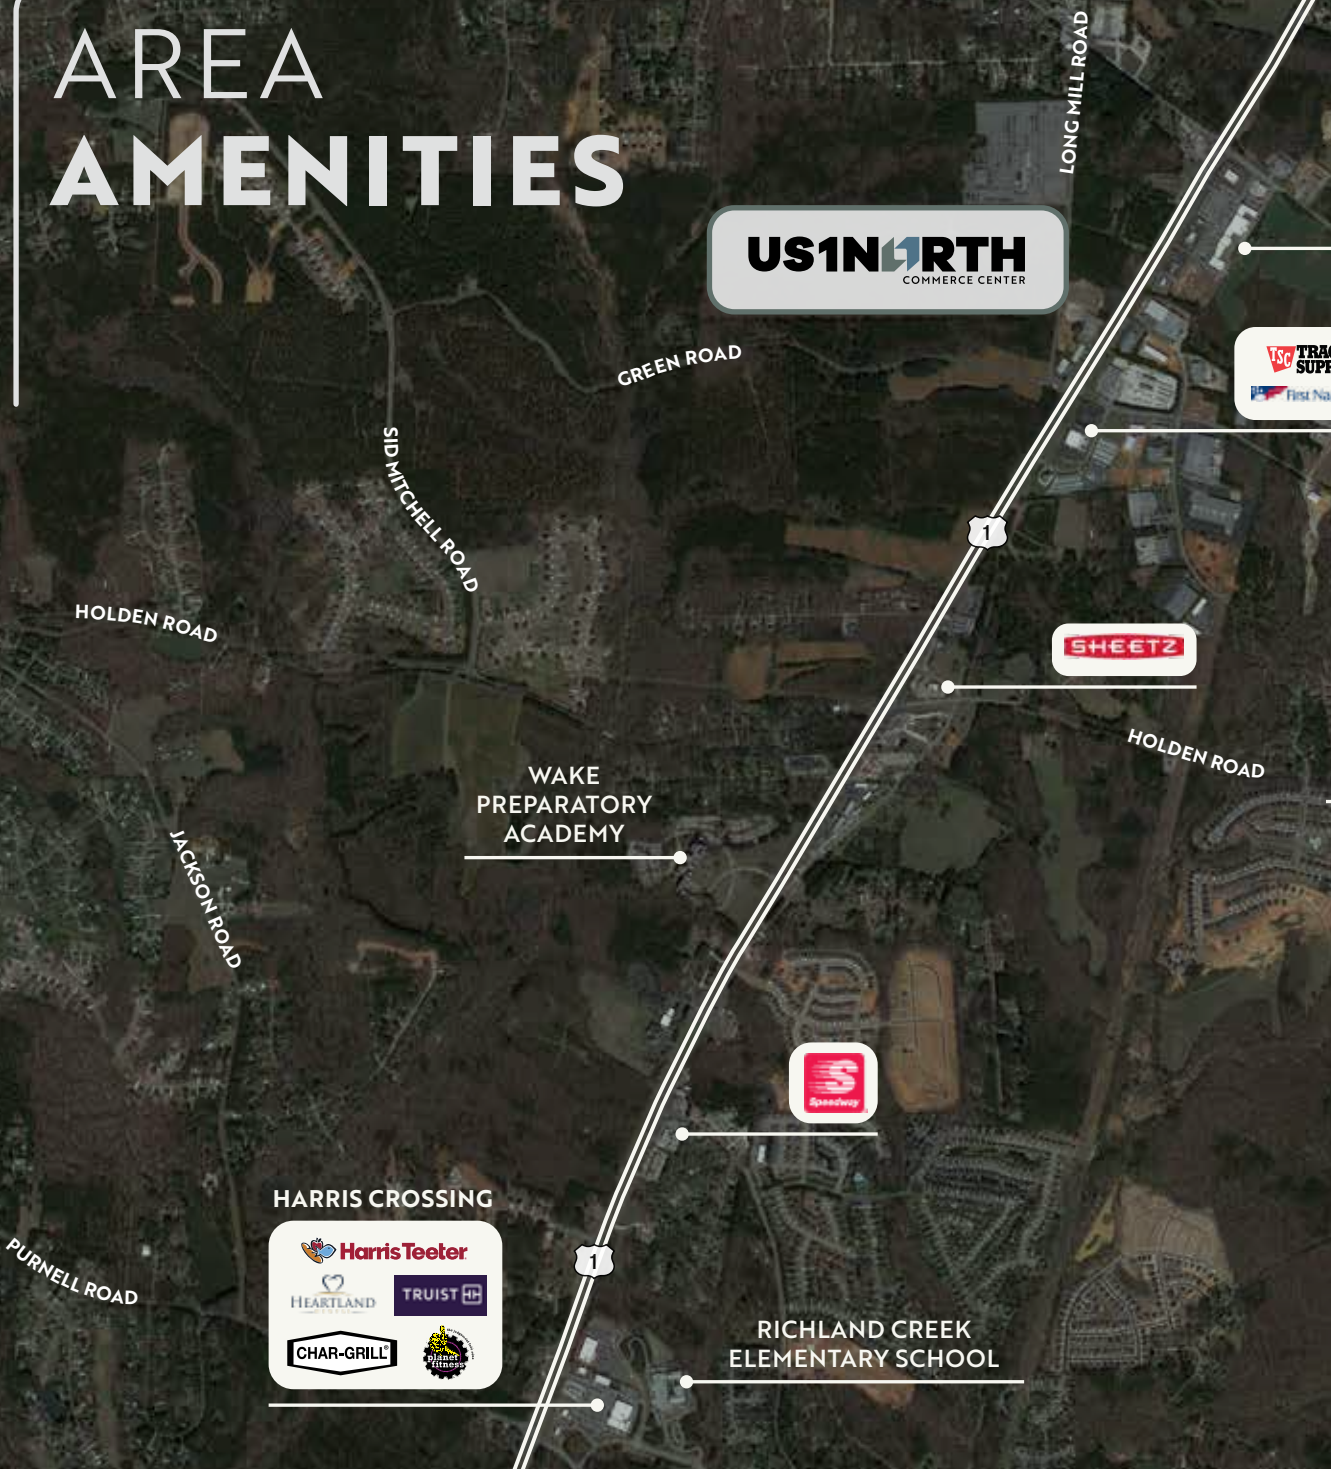 AREA
AMENITIES
LONG MILL ROAD
US1NORTH
COMMERCE CENTER
GREEN ROAD
TSC
First
SID MITCHELL ROAD
1
HOLDEN ROAD
SHEETZ
HOLDEN ROAD
WAKE
PREPARATORY
ACADEMY
JACKSON ROAD
Speedway
HARRIS CROSSING
Harris Teeter
HEARTLAND
TRUIST
CHAR-GRILL®
planet
fitness
PURNELL ROAD
1
RICHLAND CREEK
ELEMENTARY SCHOOL